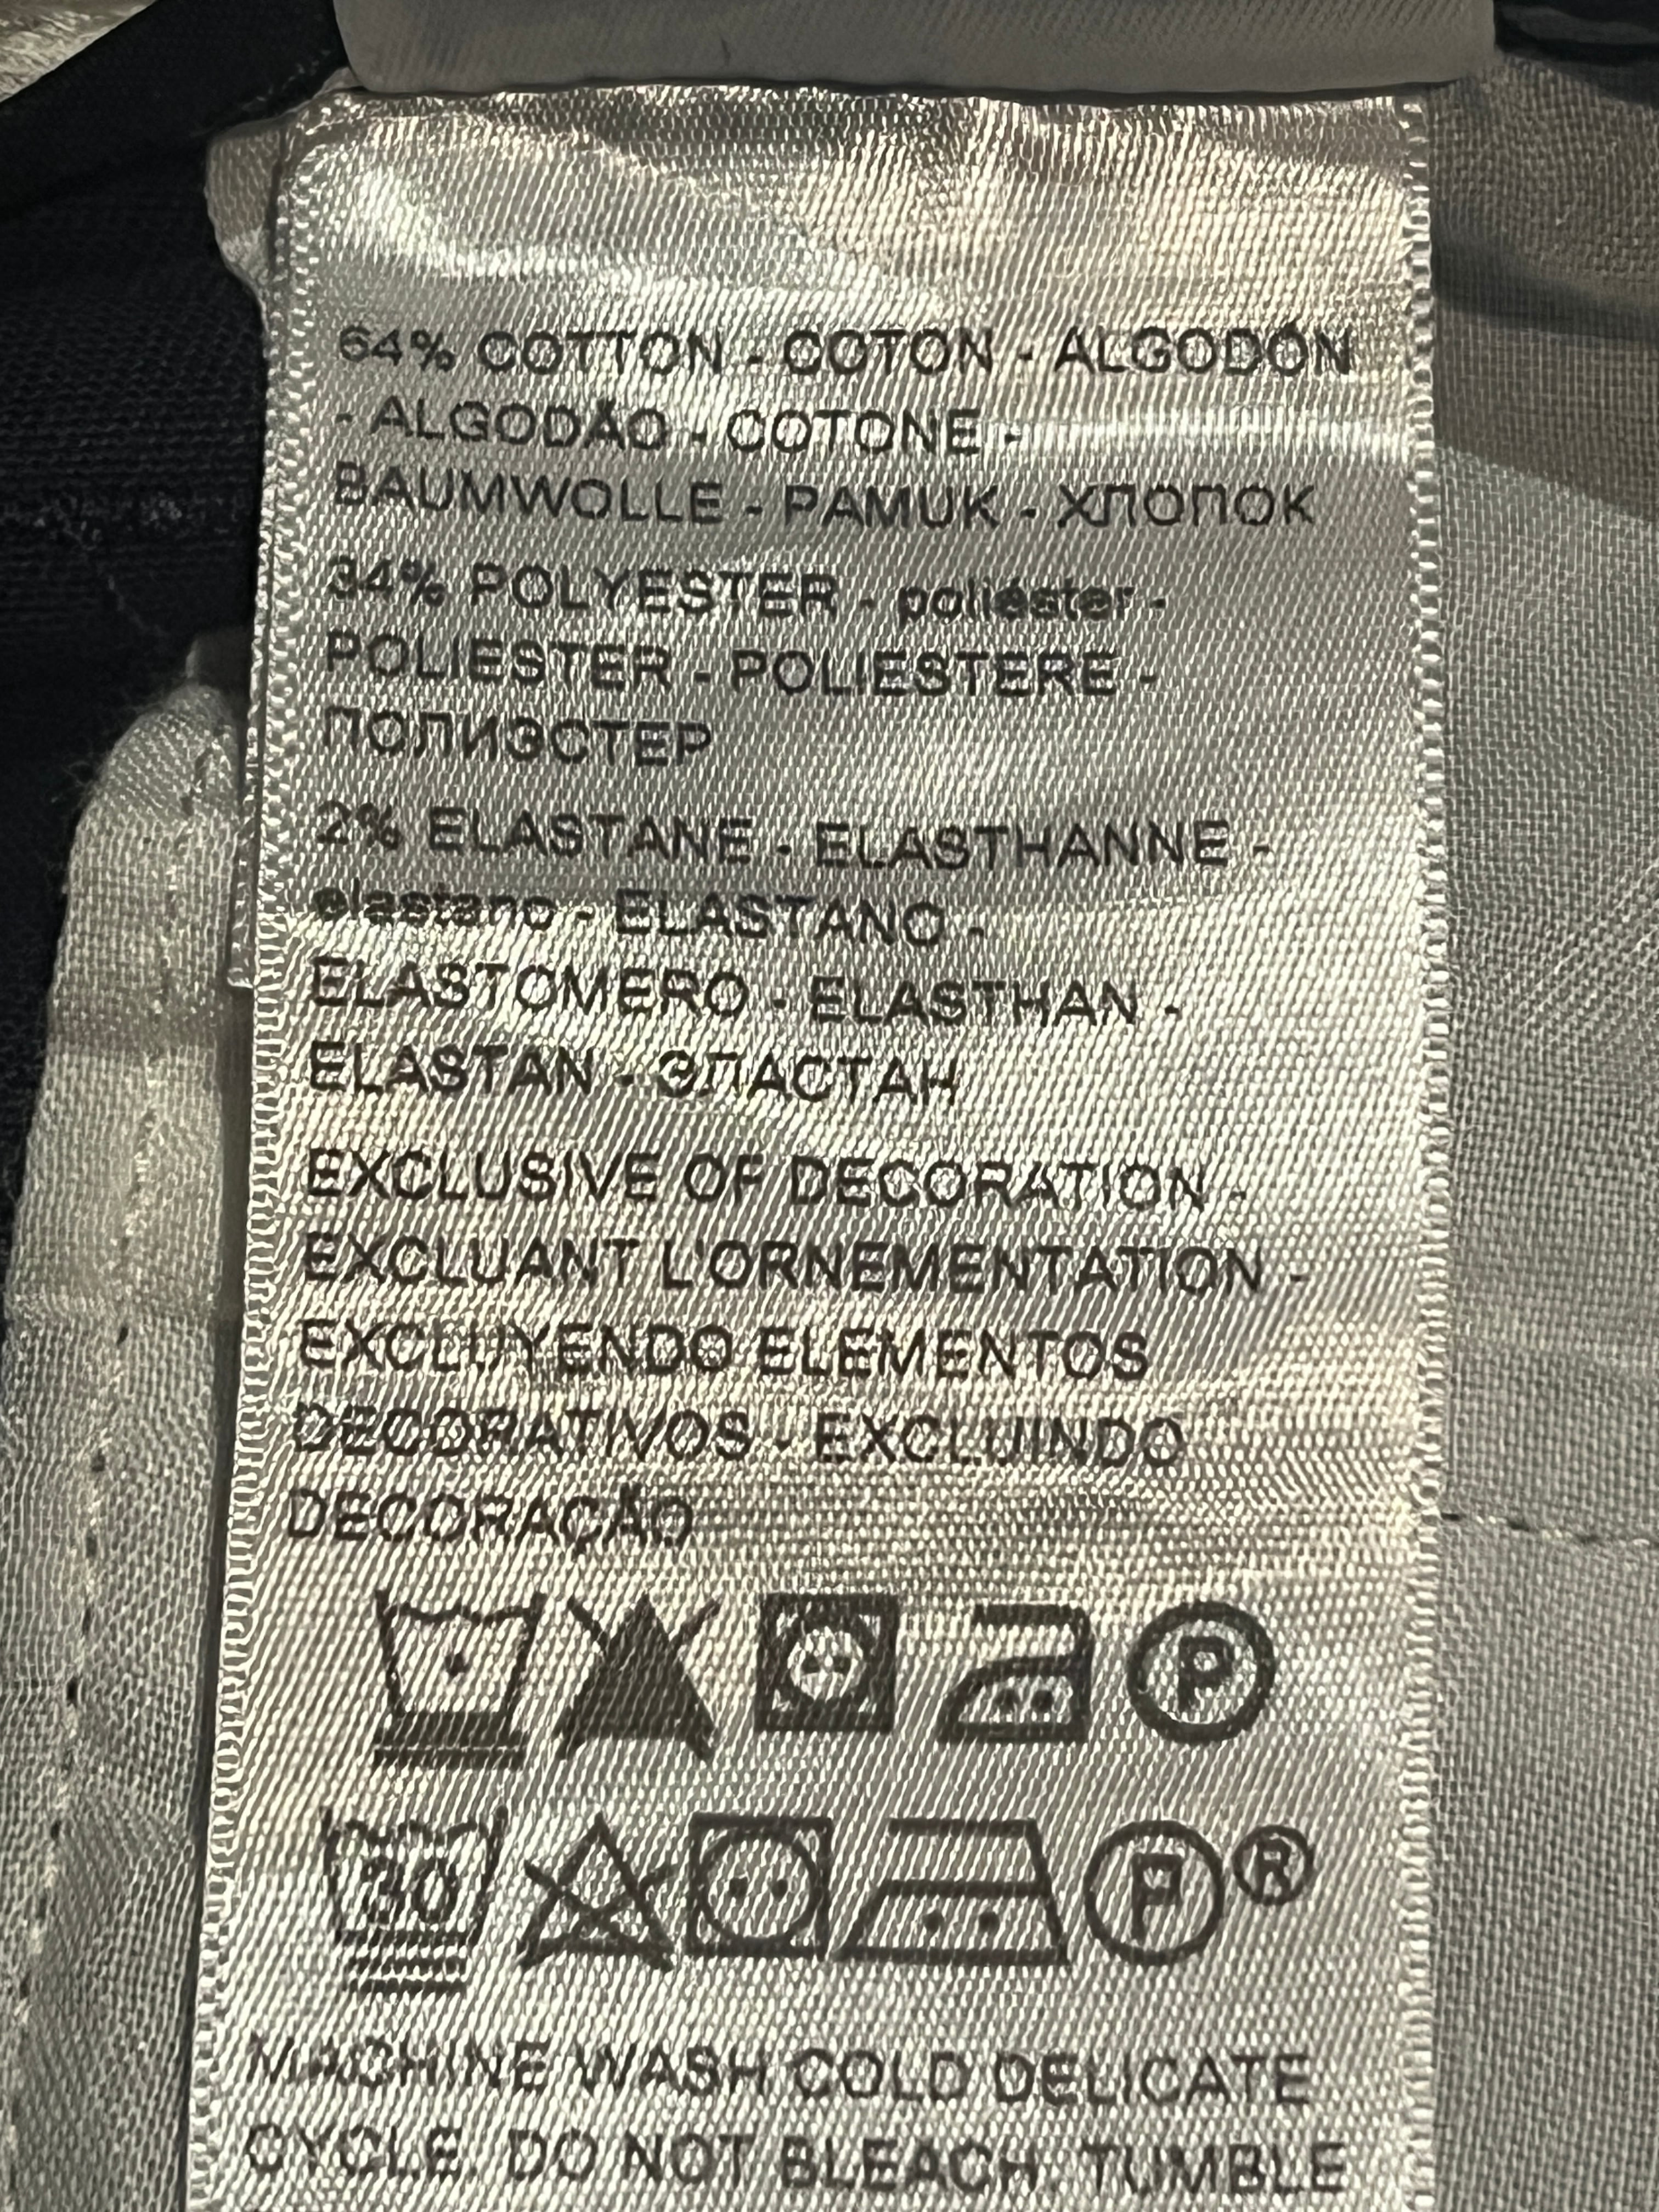 64% COTTON - COTON - ALGODÓN
- ALGODÃO - COTONE -
BAUMWOLLE - PAMUK - ХЛОПОК
34% POLYESTER - poliéster -
POLIESTER - POLIESTERE -
ПОЛИЭСТЕР
2% ELASTANE - ELASTHANNE -
elastano - ELASTANO -
ELASTOMERO - ELASTHAN -
ELASTAN - ЭЛАСТАН
EXCLUSIVE OF DECORATION -
EXCLUANT L'ORNEMENTATION -
EXCLUYENDO ELEMENTOS
DECORATIVOS - EXCLUINDO
DECORAÇÃO
P
30 P ®
MACHINE WASH COLD DELICATE
CYCLE. DO NOT BLEACH. TUMBLE